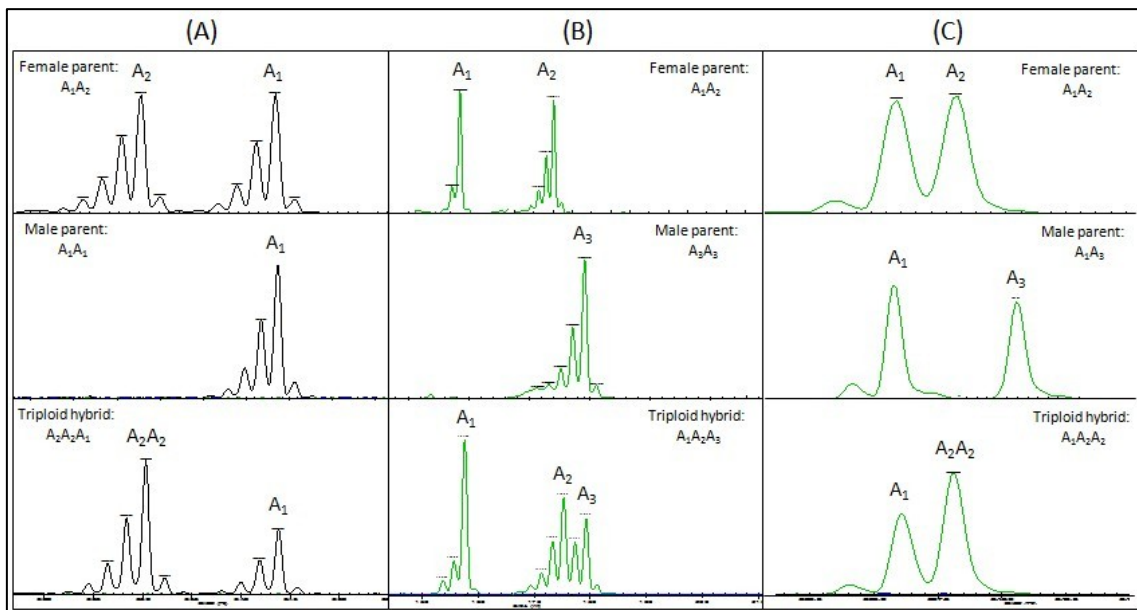 (A) (B) (C)
Female parent:
A₁A₂
A₂ A₁
A₁ A₂
Female parent:
A₁A₂
A₁ A₂
Female parent:
A₁A₂
Male parent:
A₁A₁
A₁
A₃
Male parent:
A₃A₃
A₁ A₃
Male parent:
A₁A₃
Triploid hybrid:
A₂A₂A₁
A₂A₂ A₁
A₁ A₂ A₃
Triploid hybrid:
A₁A₂A₃
A₁ A₂A₂
Triploid hybrid:
A₁A₂A₂